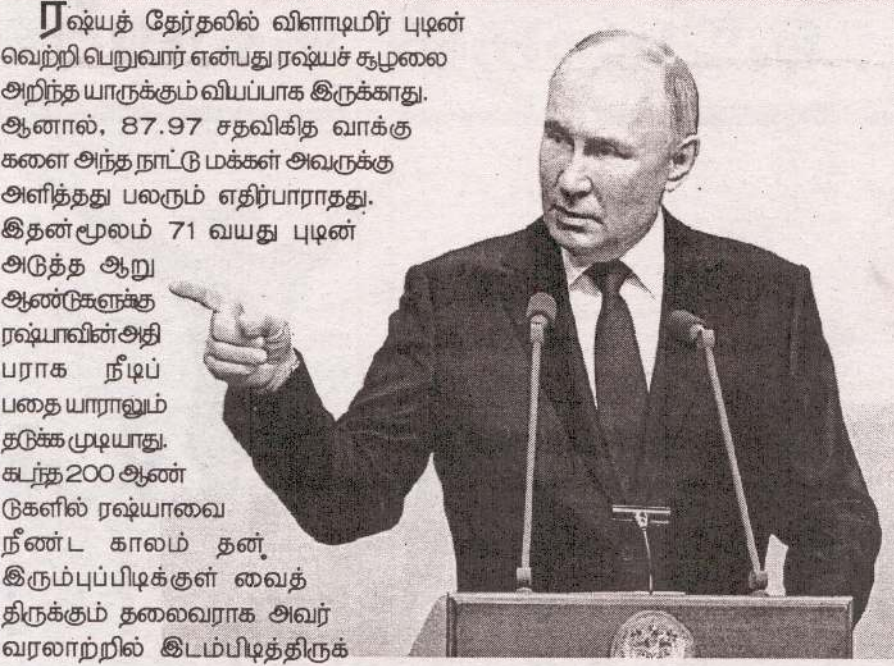 ரஷ்யத் தேர்தலில் விளாடிமிர் புடின்
வெற்றி பெறுவார் என்பது ரஷ்யச் சூழலை
அறிந்த யாருக்கும் வியப்பாக இருக்காது.
ஆனால், 87.97 சதவிகித வாக்கு
களை அந்த நாட்டு மக்கள் அவருக்கு
அளித்தது பலரும் எதிர்பாராதது.
இதன்மூலம் 71 வயது புடின்
அடுத்த ஆறு
ஆண்டுகளுக்கு
ரஷ்யாவின் அதி
பராக நீடிப்
பதை யாராலும்
தடுக்க முடியாது.
கடந்த 200 ஆண்
டுகளில் ரஷ்யாவை
நீண்ட காலம் தன்
இரும்புப்பிடிக்குள் வைத்
திருக்கும் தலைவராக அவர்
வரலாற்றில் இடம்பிடித்திருக்